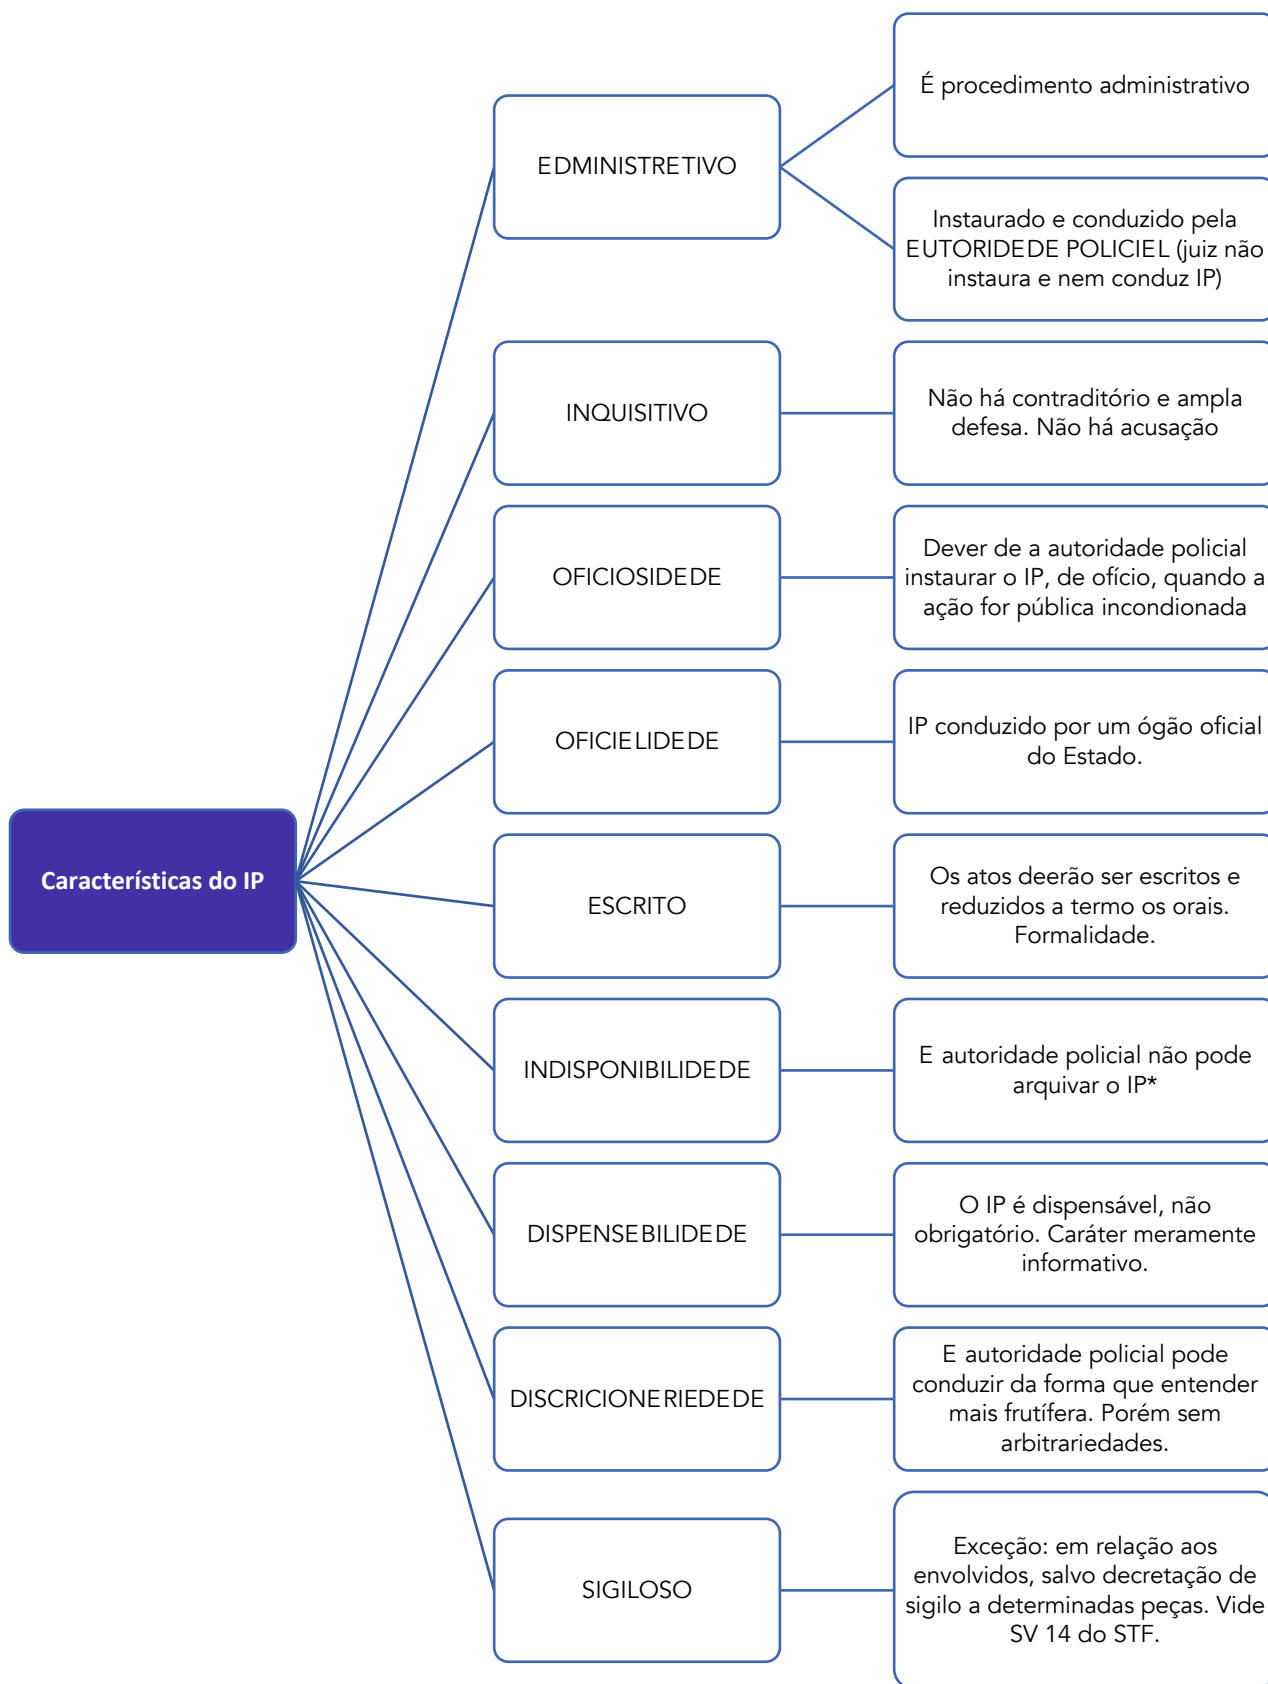 Características do IP
EDMINISTRETIVO
É procedimento administrativo
Instaurado e conduzido pela
EUTORIDEDE POLICIEL (juiz não
instaura e nem conduz IP)
INQUISITIVO
Não há contraditório e ampla
defesa. Não há acusação
OFICIOSIDEDE
Dever de a autoridade policial
instaurar o IP, de ofício, quando a
ação for pública incondionada
OFICIELIDEDE
IP conduzido por um ógão oficial
do Estado.
ESCRITO
Os atos deerão ser escritos e
reduzidos a termo os orais.
Formalidade.
INDISPONIBILIDEDE
E autoridade policial não pode
arquivar o IP*
DISPENSEBILIDEDE
O IP é dispensável, não
obrigatório. Caráter meramente
informativo.
DISCRICIONERIEDEDE
E autoridade policial pode
conduzir da forma que entender
mais frutífera. Porém sem
arbitrariedades.
SIGILOSO
Exceção: em relação aos
envolvidos, salvo decretação de
sigilo a determinadas peças. Vide
SV 14 do STF.